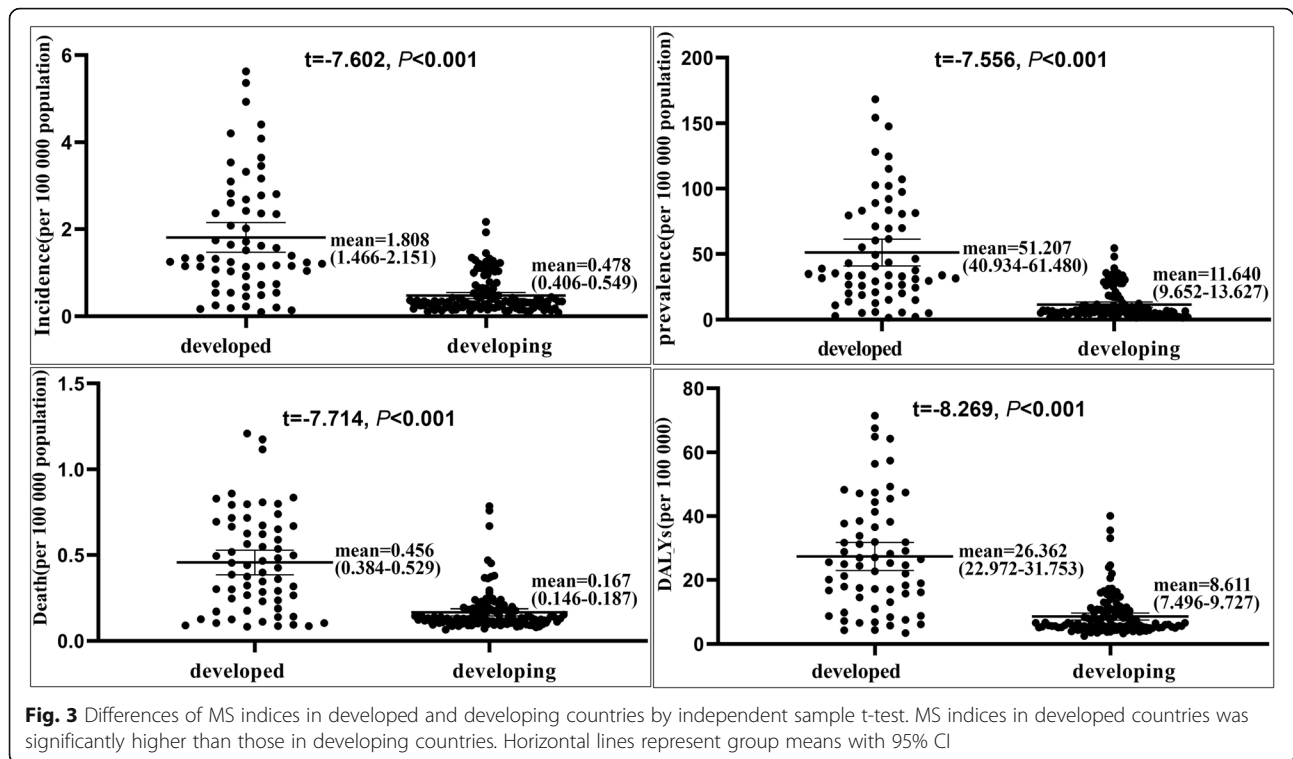 t=-7.602, P<0.001
Incidence(per 100 000 population)
6
4
2
0
mean=1.808
(1.466-2.151)
mean=0.478
(0.406-0.549)
developed
developing
t=-7.556, P<0.001
prevalence(per 100 000 population)
200
150
100
50
0
mean=51.207
(40.934-61.480)
mean=11.640
(9.652-13.627)
developed
developing
t=-7.714, P<0.001
Death(per 100 000 population)
1.5
1.0
0.5
0.0
mean=0.456
(0.384-0.529)
mean=0.167
(0.146-0.187)
developed
developing
t=-8.269, P<0.001
DALYs(per 100 000)
80
60
40
20
0
mean=26.362
(22.972-31.753)
mean=8.611
(7.496-9.727)
developed
developing
Fig. 3 Differences of MS indices in developed and developing countries by independent sample t-test. MS indices in developed countries was
significantly higher than those in developing countries. Horizontal lines represent group means with 95% CI